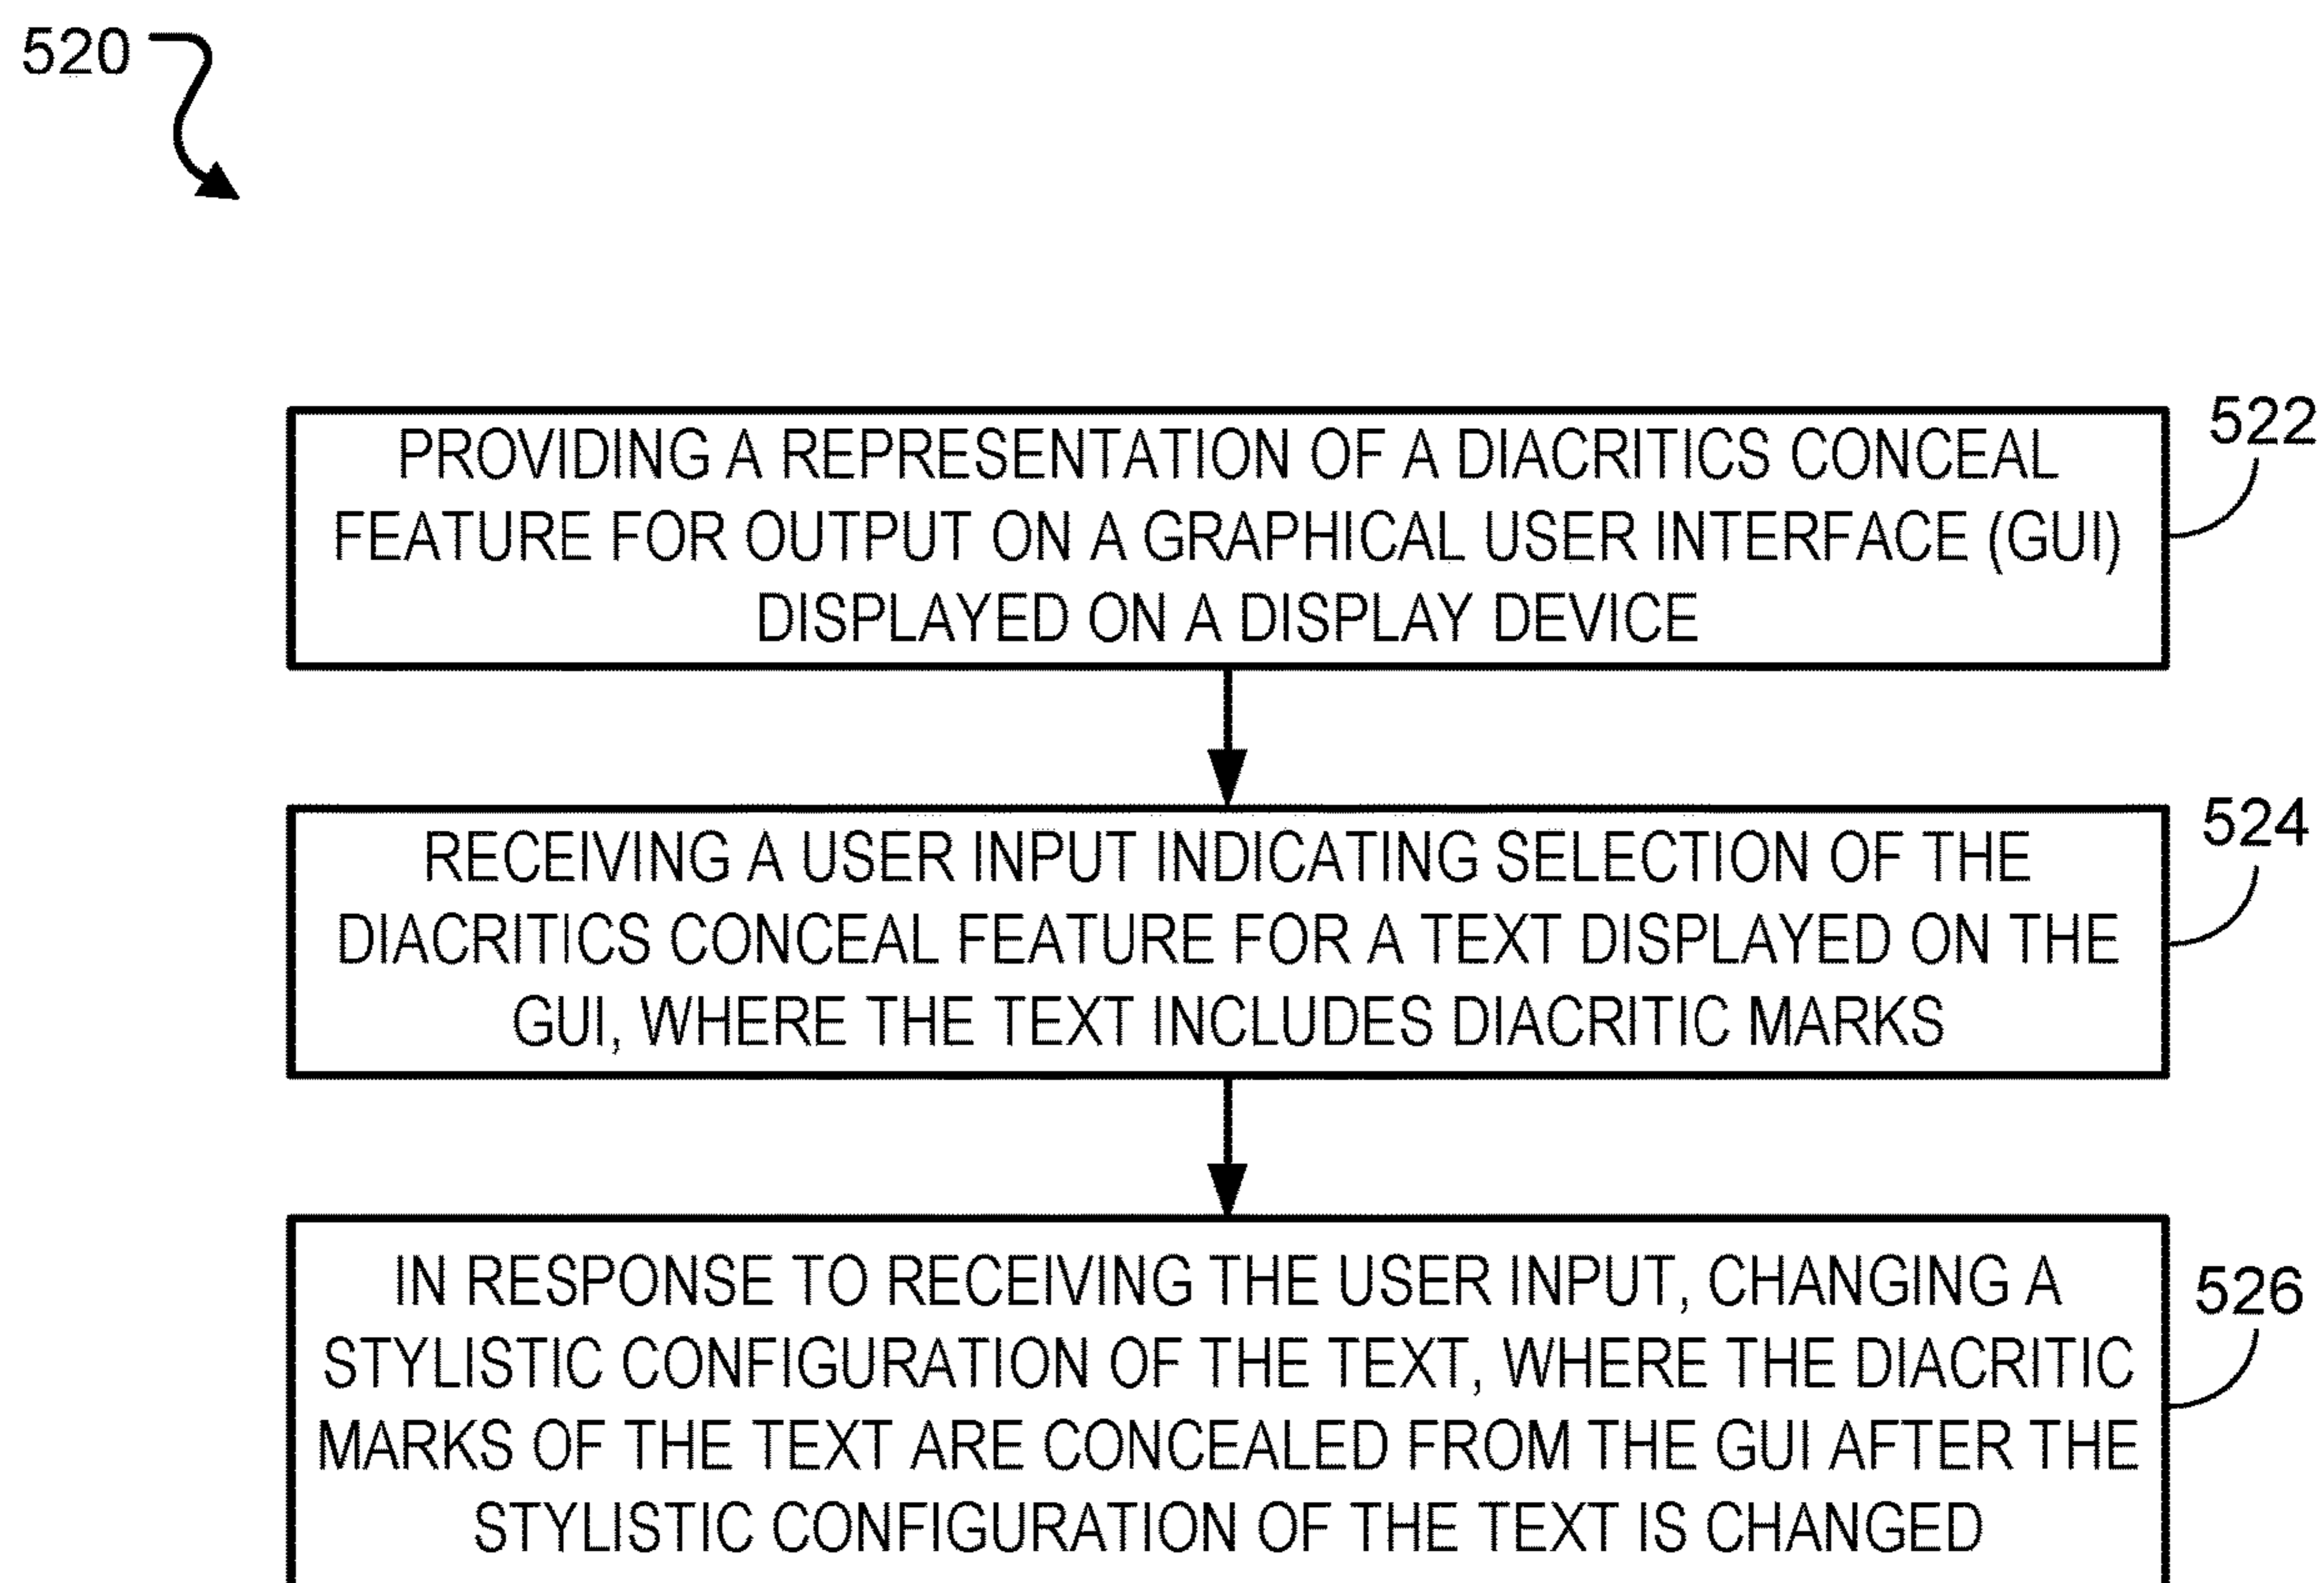 520
PROVIDING A REPRESENTATION OF A DIACRITICS CONCEAL
FEATURE FOR OUTPUT ON A GRAPHICAL USER INTERFACE (GUI)
DISPLAYED ON A DISPLAY DEVICE
522
RECEIVING A USER INPUT INDICATING SELECTION OF THE
DIACRITICS CONCEAL FEATURE FOR A TEXT DISPLAYED ON THE
GUI, WHERE THE TEXT INCLUDES DIACRITIC MARKS
524
IN RESPONSE TO RECEIVING THE USER INPUT, CHANGING A
STYLISTIC CONFIGURATION OF THE TEXT, WHERE THE DIACRITIC
MARKS OF THE TEXT ARE CONCEALED FROM THE GUI AFTER THE
STYLISTIC CONFIGURATION OF THE TEXT IS CHANGED
526